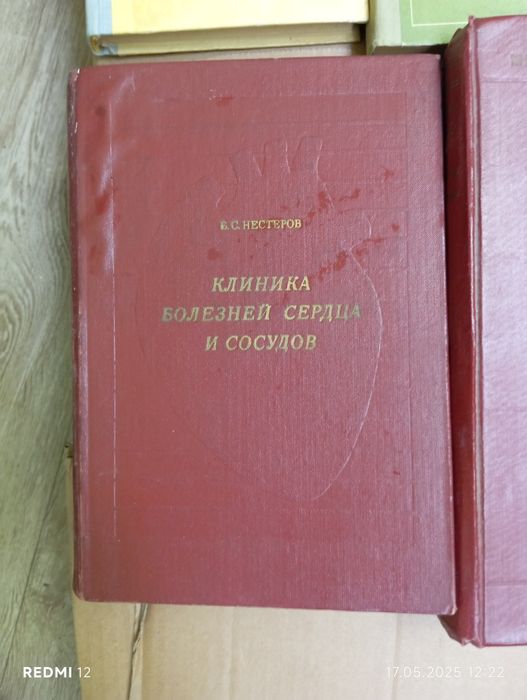 В.С. НЕСТЕРОВ
КЛИНИКА
БОЛЕЗНЕЙ СЕРДЦА
И СОСУДОВ
REDMI 12
17.05.2025 12:22